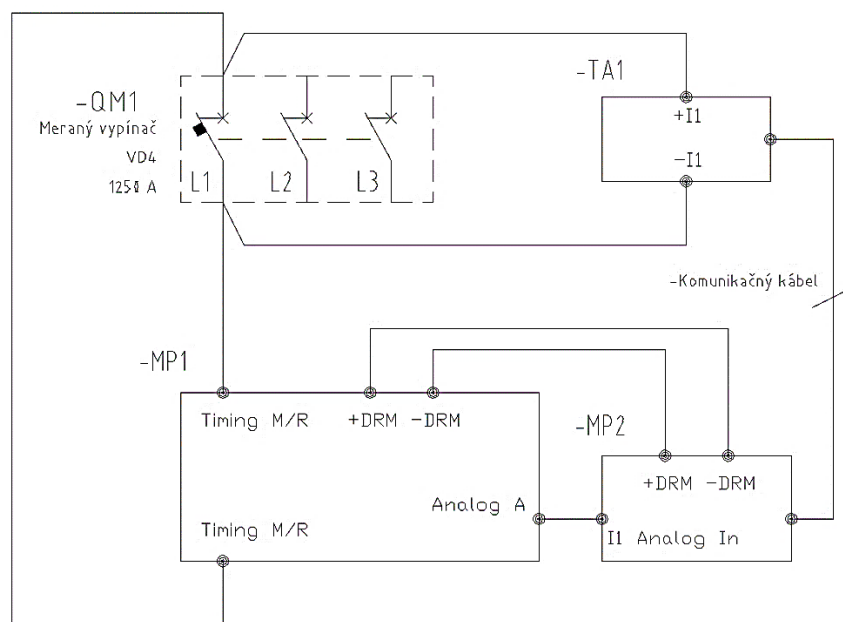 -QM1
Meraný vypínač
VD4
A
L1 L2 L3
-TA1
+I1
-I1
-Komunikačný kábel
-MP1
Timing M/R +DRM -DRM
-MP2
+DRM -DRM
Analog A
I1 Analog In
Timing M/R